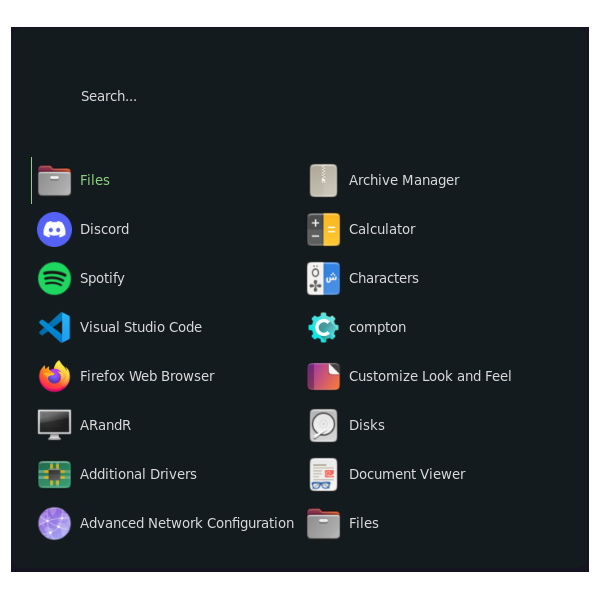 Search...
Files
Discord
Spotify
Visual Studio Code
Firefox Web Browser
ARandR
Additional Drivers
Advanced Network Configuration
Archive Manager
Calculator
Characters
compton
Customize Look and Feel
Disks
Document Viewer
Files